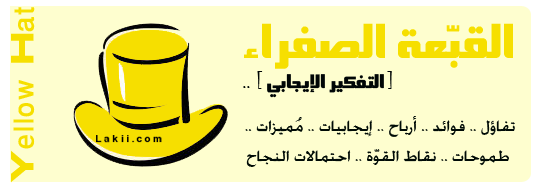 Yellow Hat
القبّعة الصفراء
[التفكير الإيجابي] ..
Lakii.com
تفاؤل .. فوائد .. أرباح .. إيجابيات .. مُميزات ..
طموحات .. نقاط القوّة .. احتمالات النجاح